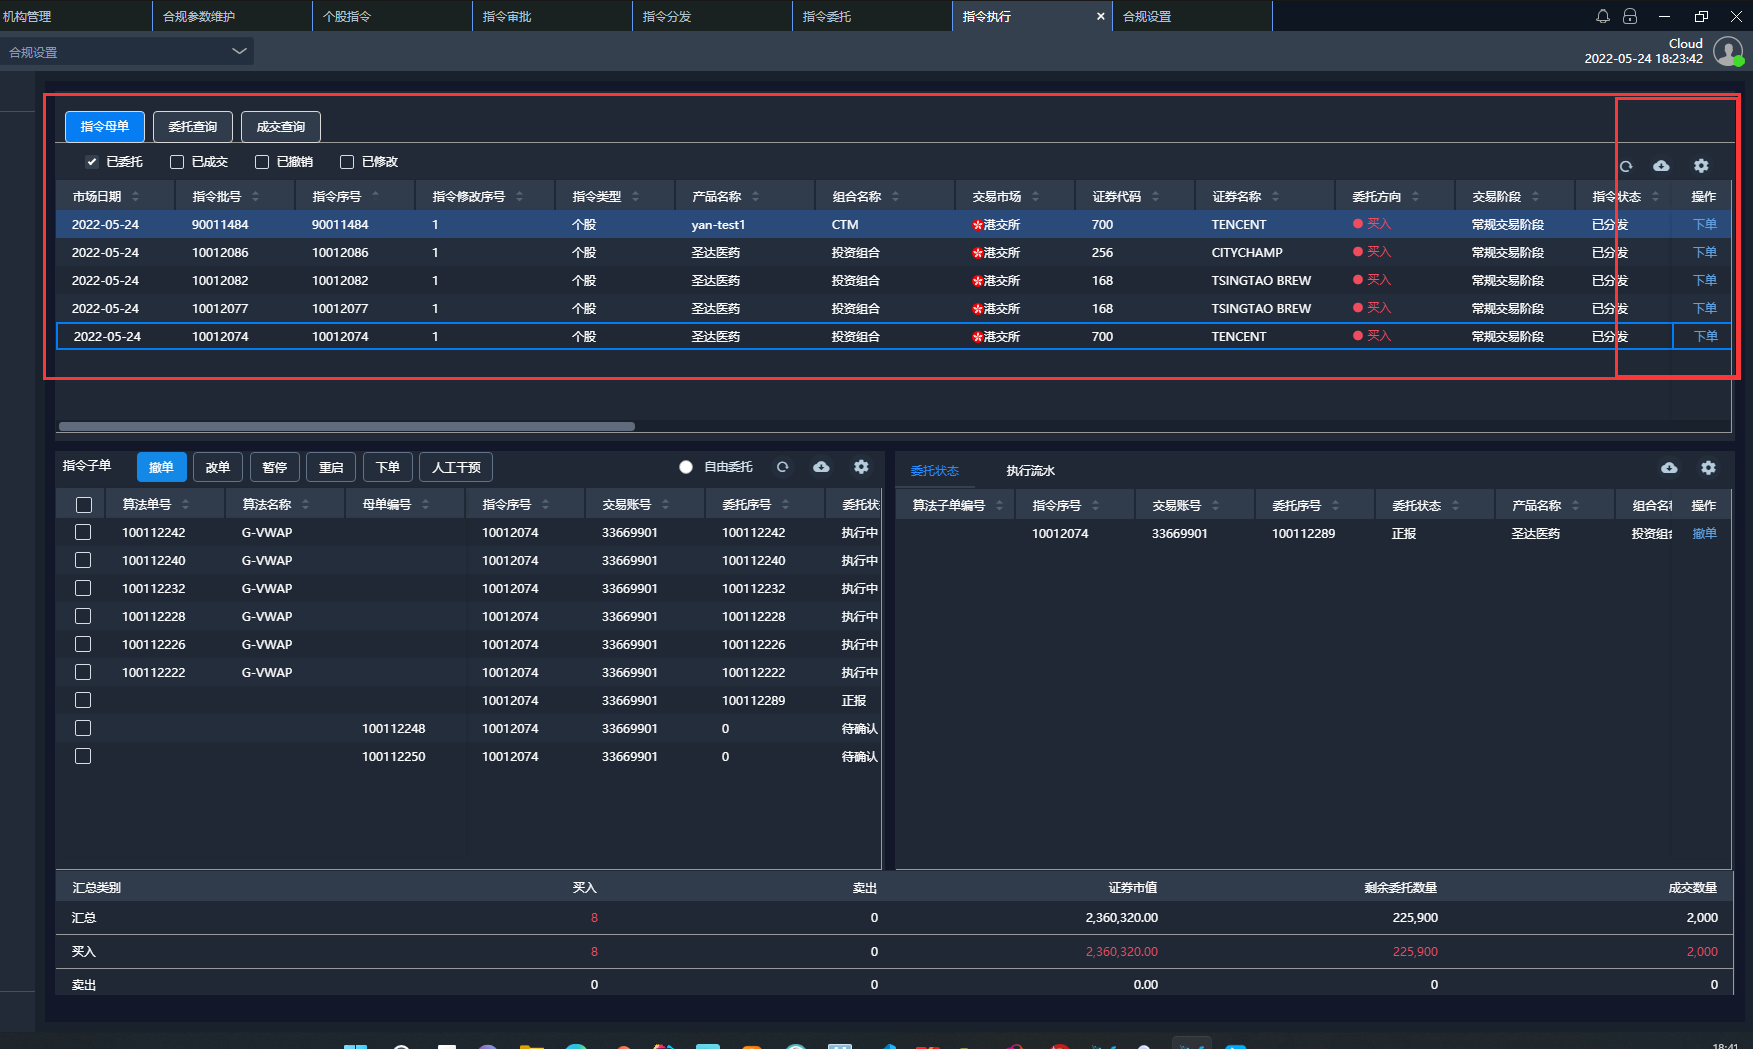 机构管理 合规参数维护 个股指令 指令审批 指令分发 指令委托 指令执行 合规设置
合规设置
Cloud
2022-05-24 18:23:42
指令母单 委托查询 成交查询
已委托 已成交 已撤销 已修改
市场日期 指令批号 指令序号 指令修改序号 指令类型 产品名称 组合名称 交易市场 证券代码 证券名称 委托方向 交易阶段 指令状态 操作
2022-05-24 90011484 90011484 1 个股 yan-test1 CTM 港交所 700 TENCENT 买入 常规交易阶段 已分发 下单
2022-05-24 10012086 10012086 1 个股 圣达医药 投资组合 港交所 256 CITYCHAMP 买入 常规交易阶段 已分发 下单
2022-05-24 10012082 10012082 1 个股 圣达医药 投资组合 港交所 168 TSINGTAO BREW 买入 常规交易阶段 已分发 下单
2022-05-24 10012077 10012077 1 个股 圣达医药 投资组合 港交所 168 TSINGTAO BREW 买入 常规交易阶段 已分发 下单
2022-05-24 10012074 10012074 1 个股 圣达医药 投资组合 港交所 700 TENCENT 买入 常规交易阶段 已分发 下单
指令子单 撤单 改单 暂停 重启 下单 人工干预 自由委托
算法单号 算法名称 母单编号 指令序号 交易账号 委托序号 委托状
100112242 G-VWAP 10012074 33669901 100112242 执行中
100112240 G-VWAP 10012074 33669901 100112240 执行中
100112232 G-VWAP 10012074 33669901 100112232 执行中
100112228 G-VWAP 10012074 33669901 100112228 执行中
100112226 G-VWAP 10012074 33669901 100112226 执行中
100112222 G-VWAP 10012074 33669901 100112222 执行中
10012074 33669901 100112289 正报
100112248 10012074 33669901 0 待确认
100112250 10012074 33669901 0 待确认
委托状态 执行流水
算法子单编号 指令序号 交易账号 委托序号 委托状态 产品名称 组合名称 操作
10012074 33669901 100112289 正报 圣达医药 投资组合 撤单
汇总类别 买入 卖出 证券市值 剩余委托数量 成交数量
汇总 8 0 2,360,320.00 225,900 2,000
买入 8 0 2,360,320.00 225,900 2,000
卖出 0 0 0.00 0 0
18:41